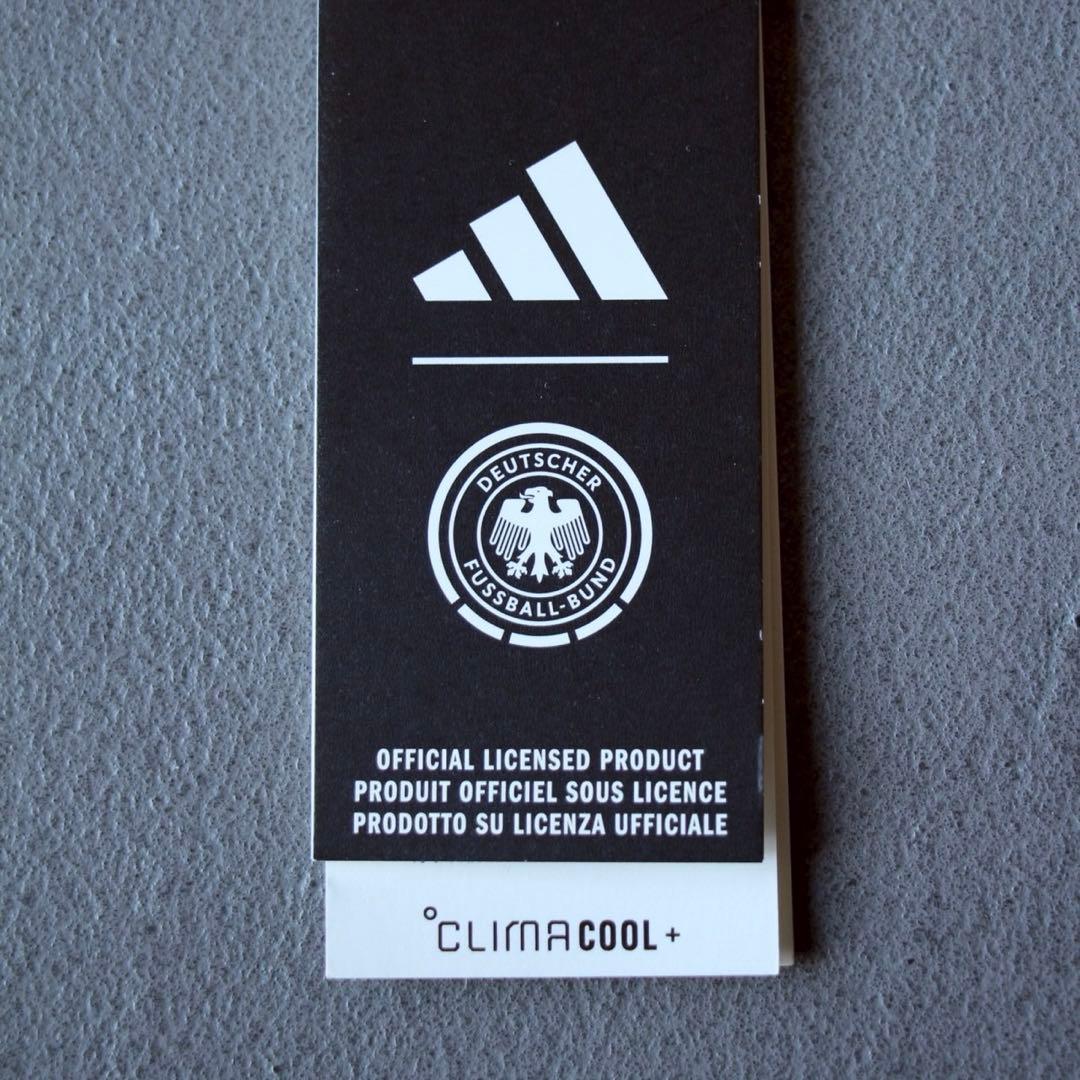 DEUTSCHER
FUSSBALL-BUND
OFFICIAL LICENSED PRODUCT
PRODUIT OFFICIEL SOUS LICENCE
PRODOTTO SU LICENZA UFFICIALE
°CLIMACOOL+